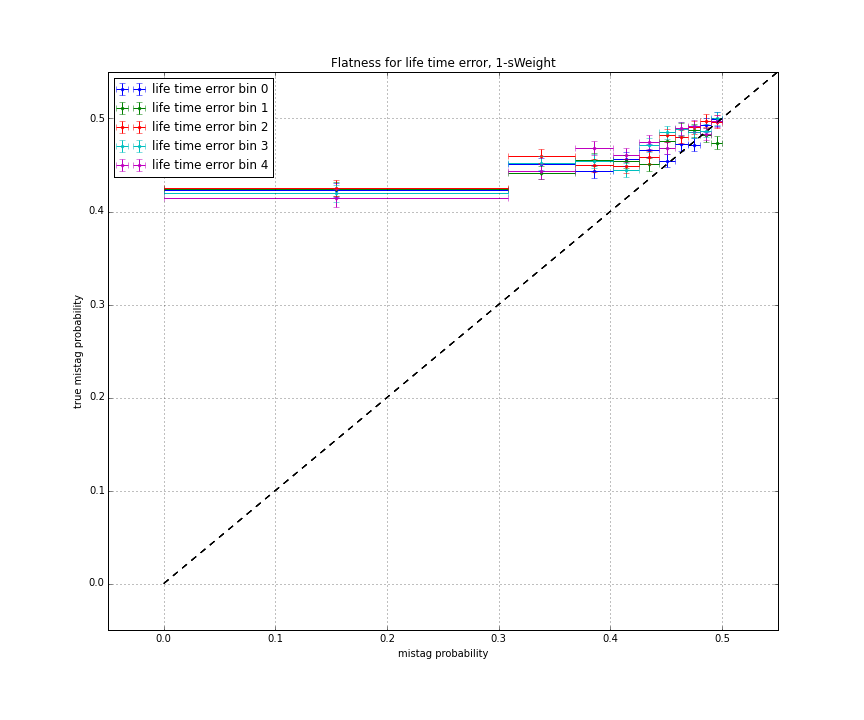 Flatness for life time error, 1-sWeight
life time error bin 0
life time error bin 1
life time error bin 2
life time error bin 3
life time error bin 4
0.5
0.4
0.3
0.2
0.1
0.0
true mistag probability
0.0 0.1 0.2 0.3 0.4 0.5
mistag probability